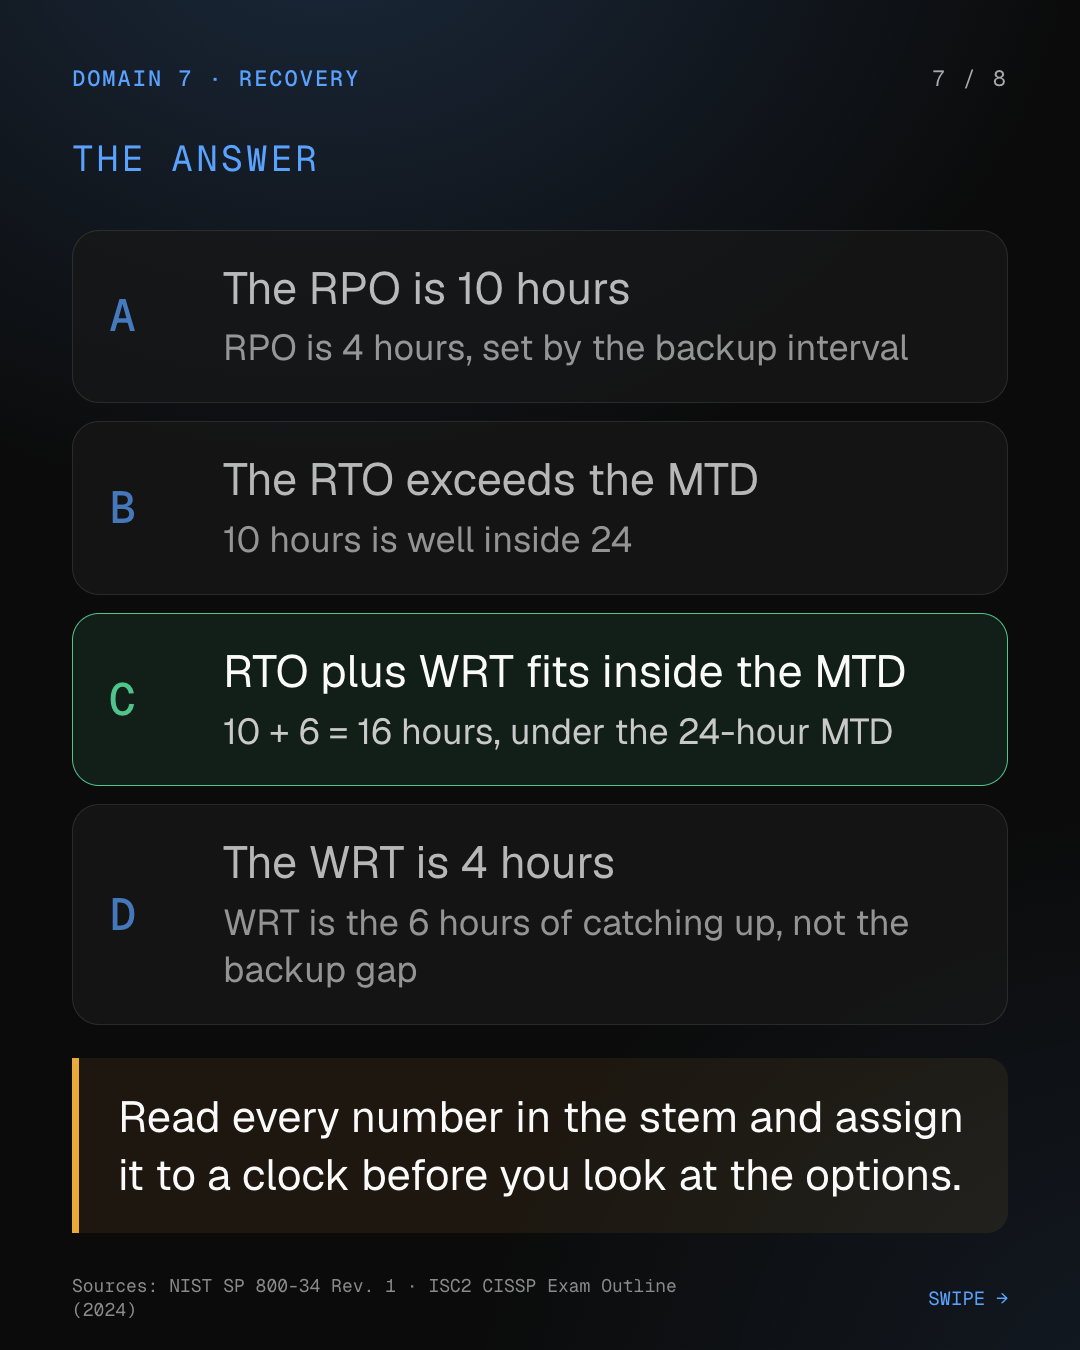 DOMAIN 7 · RECOVERY
7 / 8
THE ANSWER
A
The RPO is 10 hours
RPO is 4 hours, set by the backup interval
B
The RTO exceeds the MTD
10 hours is well inside 24
C
RTO plus WRT fits inside the MTD
10 + 6 = 16 hours, under the 24-hour MTD
D
The WRT is 4 hours
WRT is the 6 hours of catching up, not the
backup gap
Read every number in the stem and assign
it to a clock before you look at the options.
Sources: NIST SP 800-34 Rev. 1 · ISC2 CISSP Exam Outline
(2024)
SWIPE →